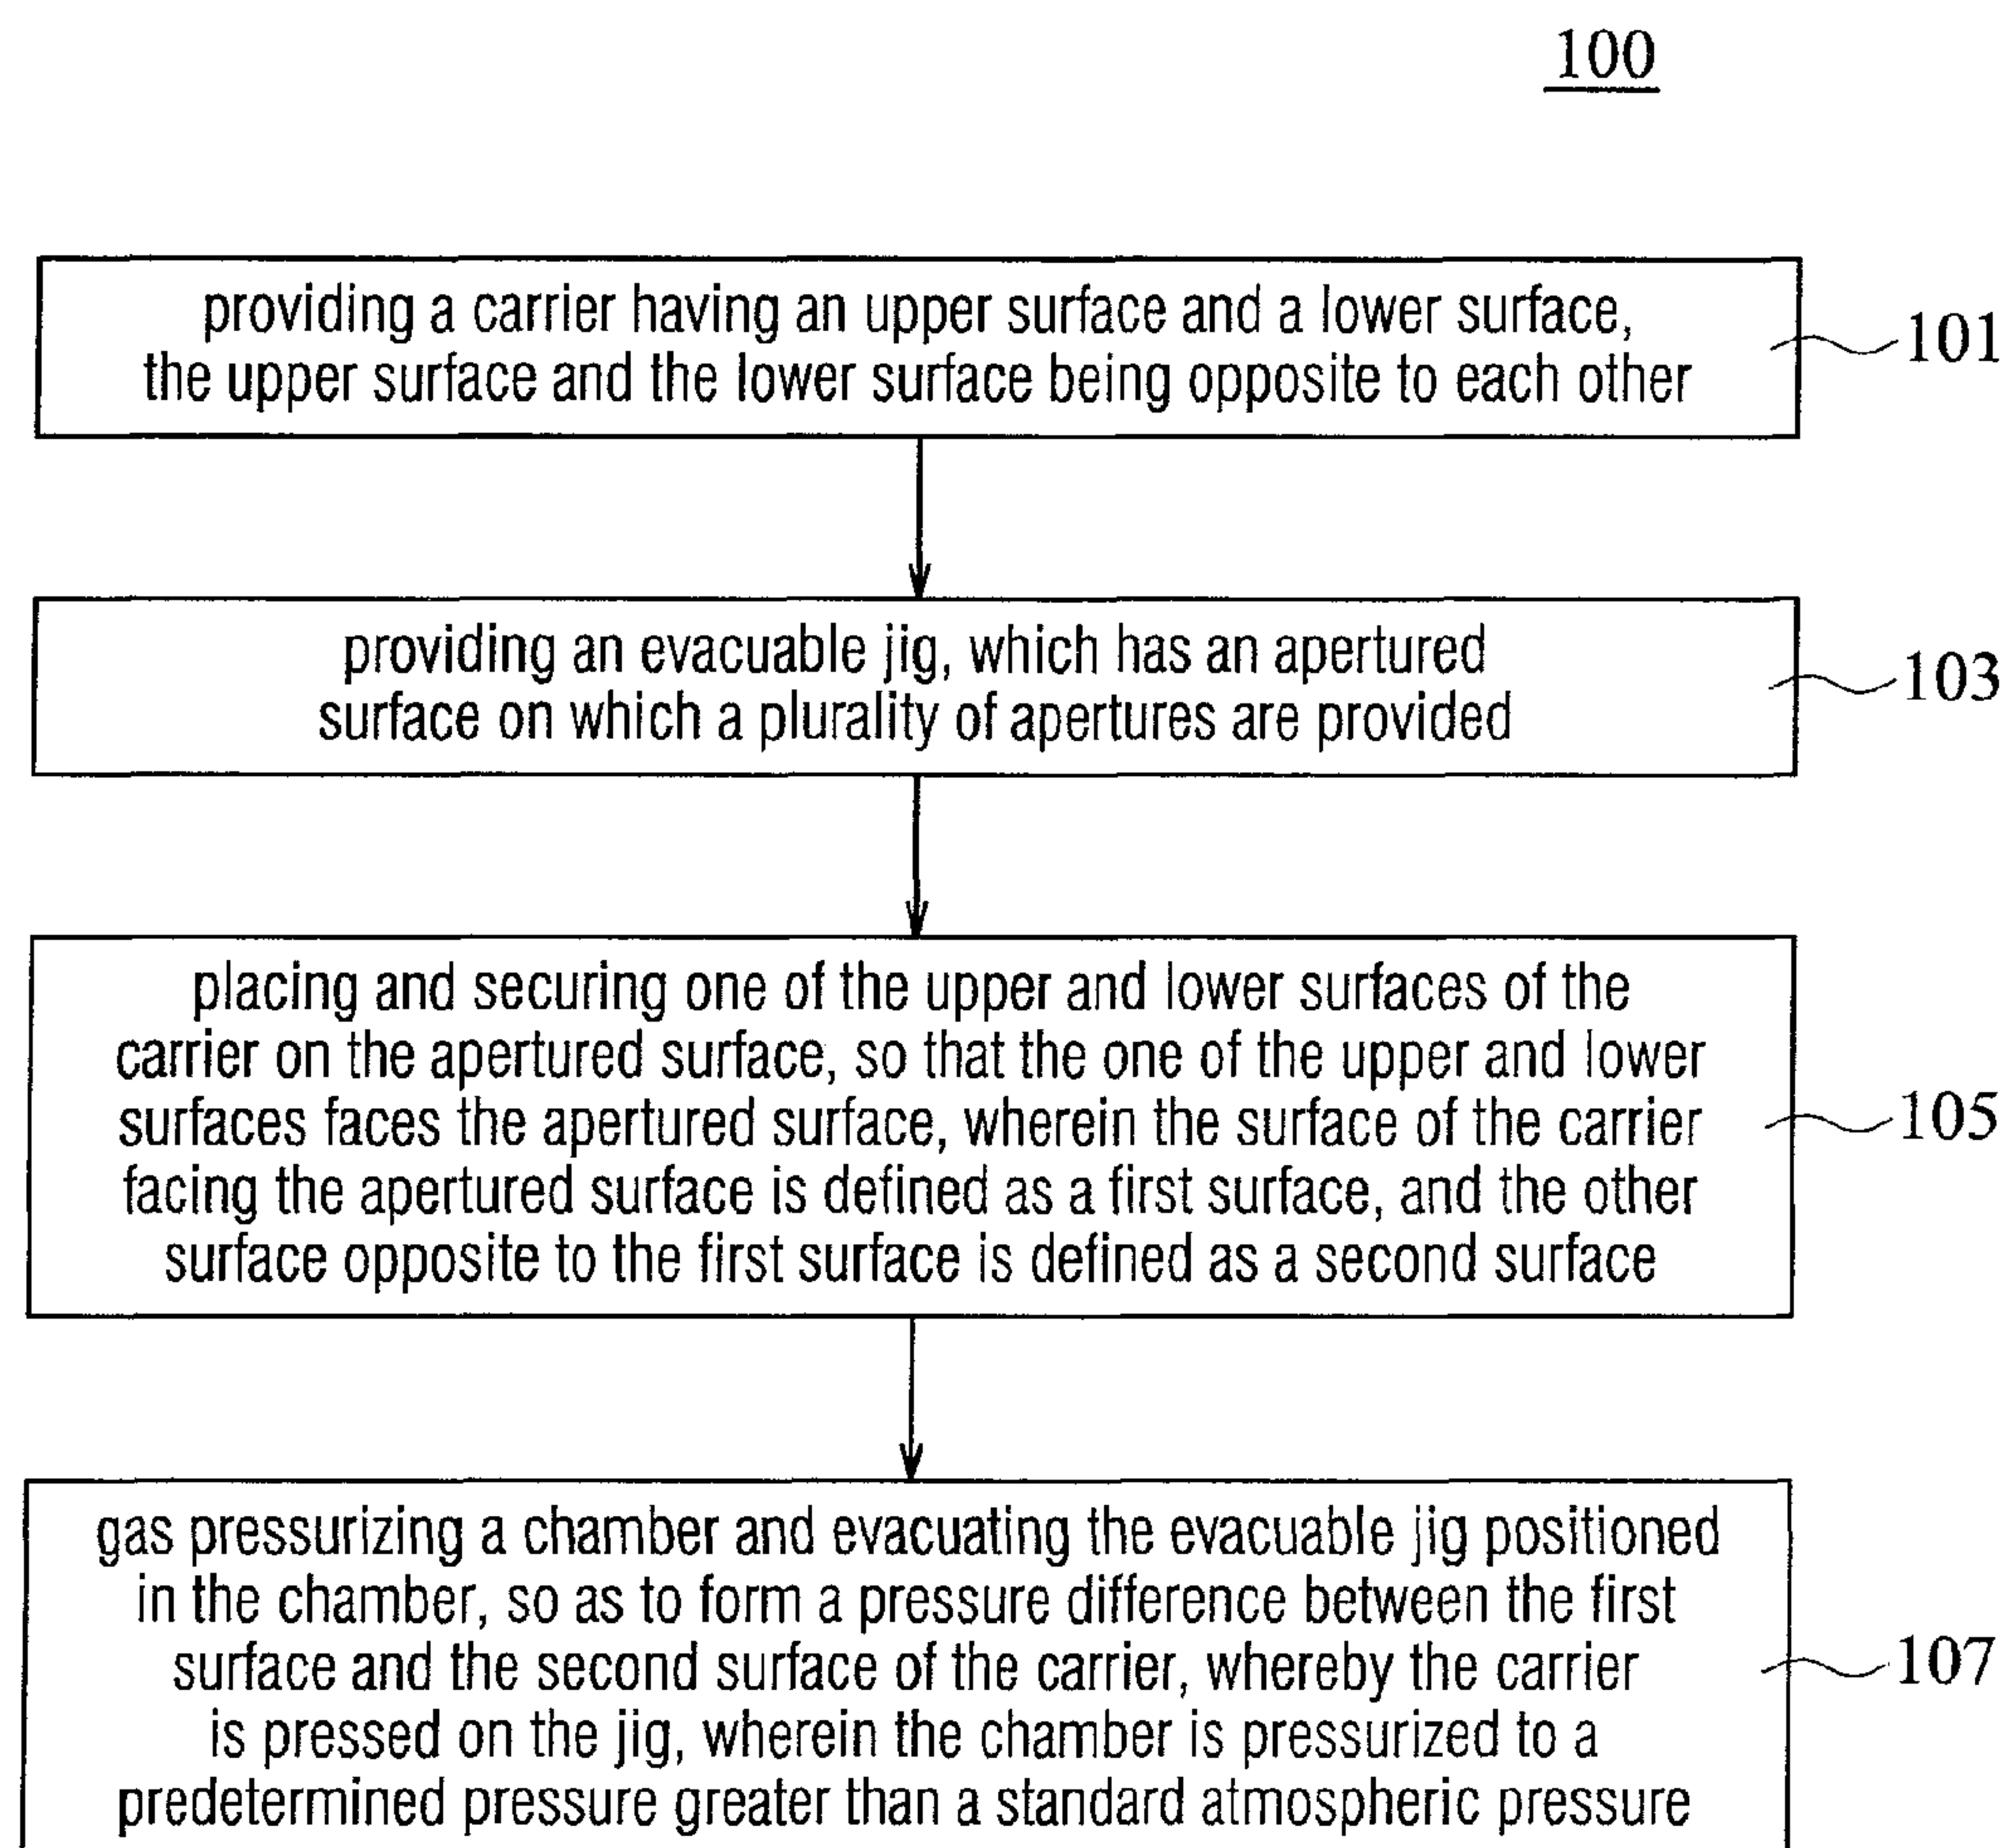 100
providing a carrier having an upper surface and a lower surface,
the upper surface and the lower surface being opposite to each other
101
providing an evacuable jig, which has an apertured
surface on which a plurality of apertures are provided
103
placing and securing one of the upper and lower surfaces of the
carrier on the apertured surface, so that the one of the upper and lower
surfaces faces the apertured surface, wherein the surface of the carrier
facing the apertured surface is defined as a first surface, and the other
surface opposite to the first surface is defined as a second surface
105
gas pressurizing a chamber and evacuating the evacuable jig positioned
in the chamber, so as to form a pressure difference between the first
surface and the second surface of the carrier, whereby the carrier
is pressed on the jig, wherein the chamber is pressurized to a
predetermined pressure greater than a standard atmospheric pressure
107